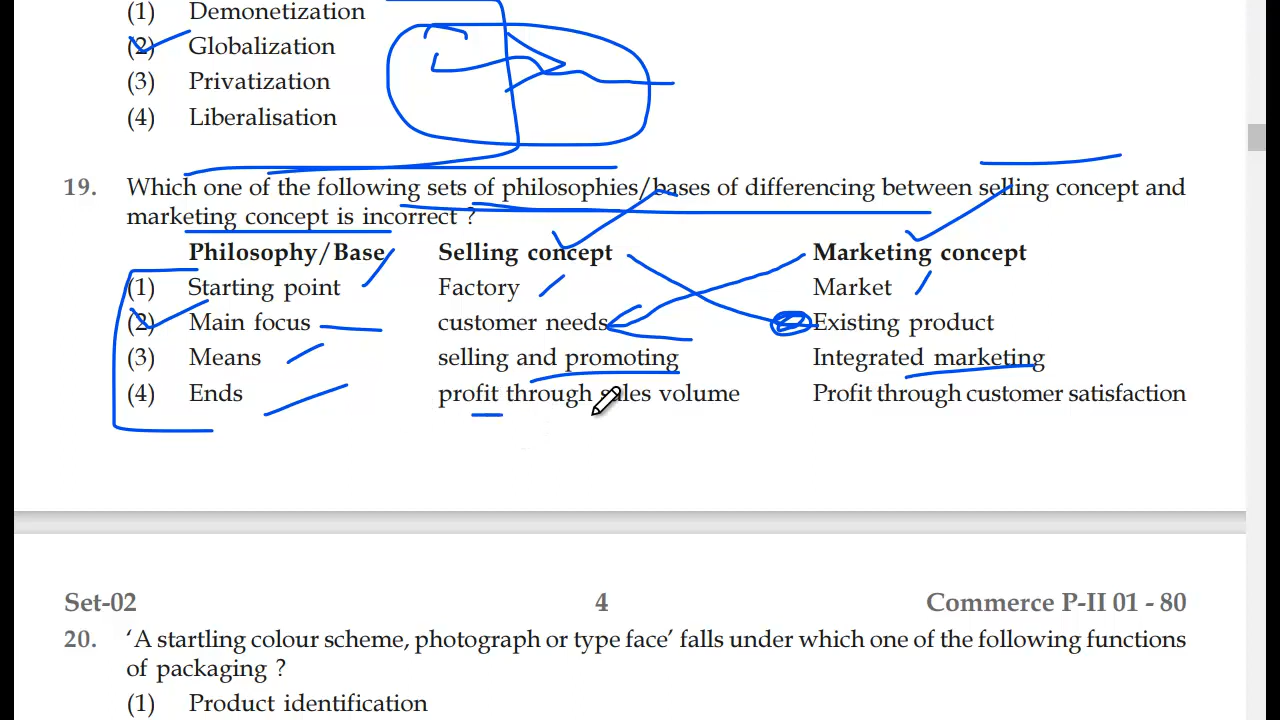 (1) Demonetization
(2) Globalization
(3) Privatization
(4) Liberalisation
19. Which one of the following sets of philosophies/bases of differencing between selling concept and
marketing concept is incorrect ?
Philosophy/Base Selling concept Marketing concept
(1) Starting point Factory Market
(2) Main focus customer needs Existing product
(3) Means selling and promoting Integrated marketing
(4) Ends profit through sales volume Profit through customer satisfaction
Set-02 4 Commerce P-II 01 - 80
20. ‘A startling colour scheme, photograph or type face’ falls under which one of the following functions
of packaging ?
(1) Product identification